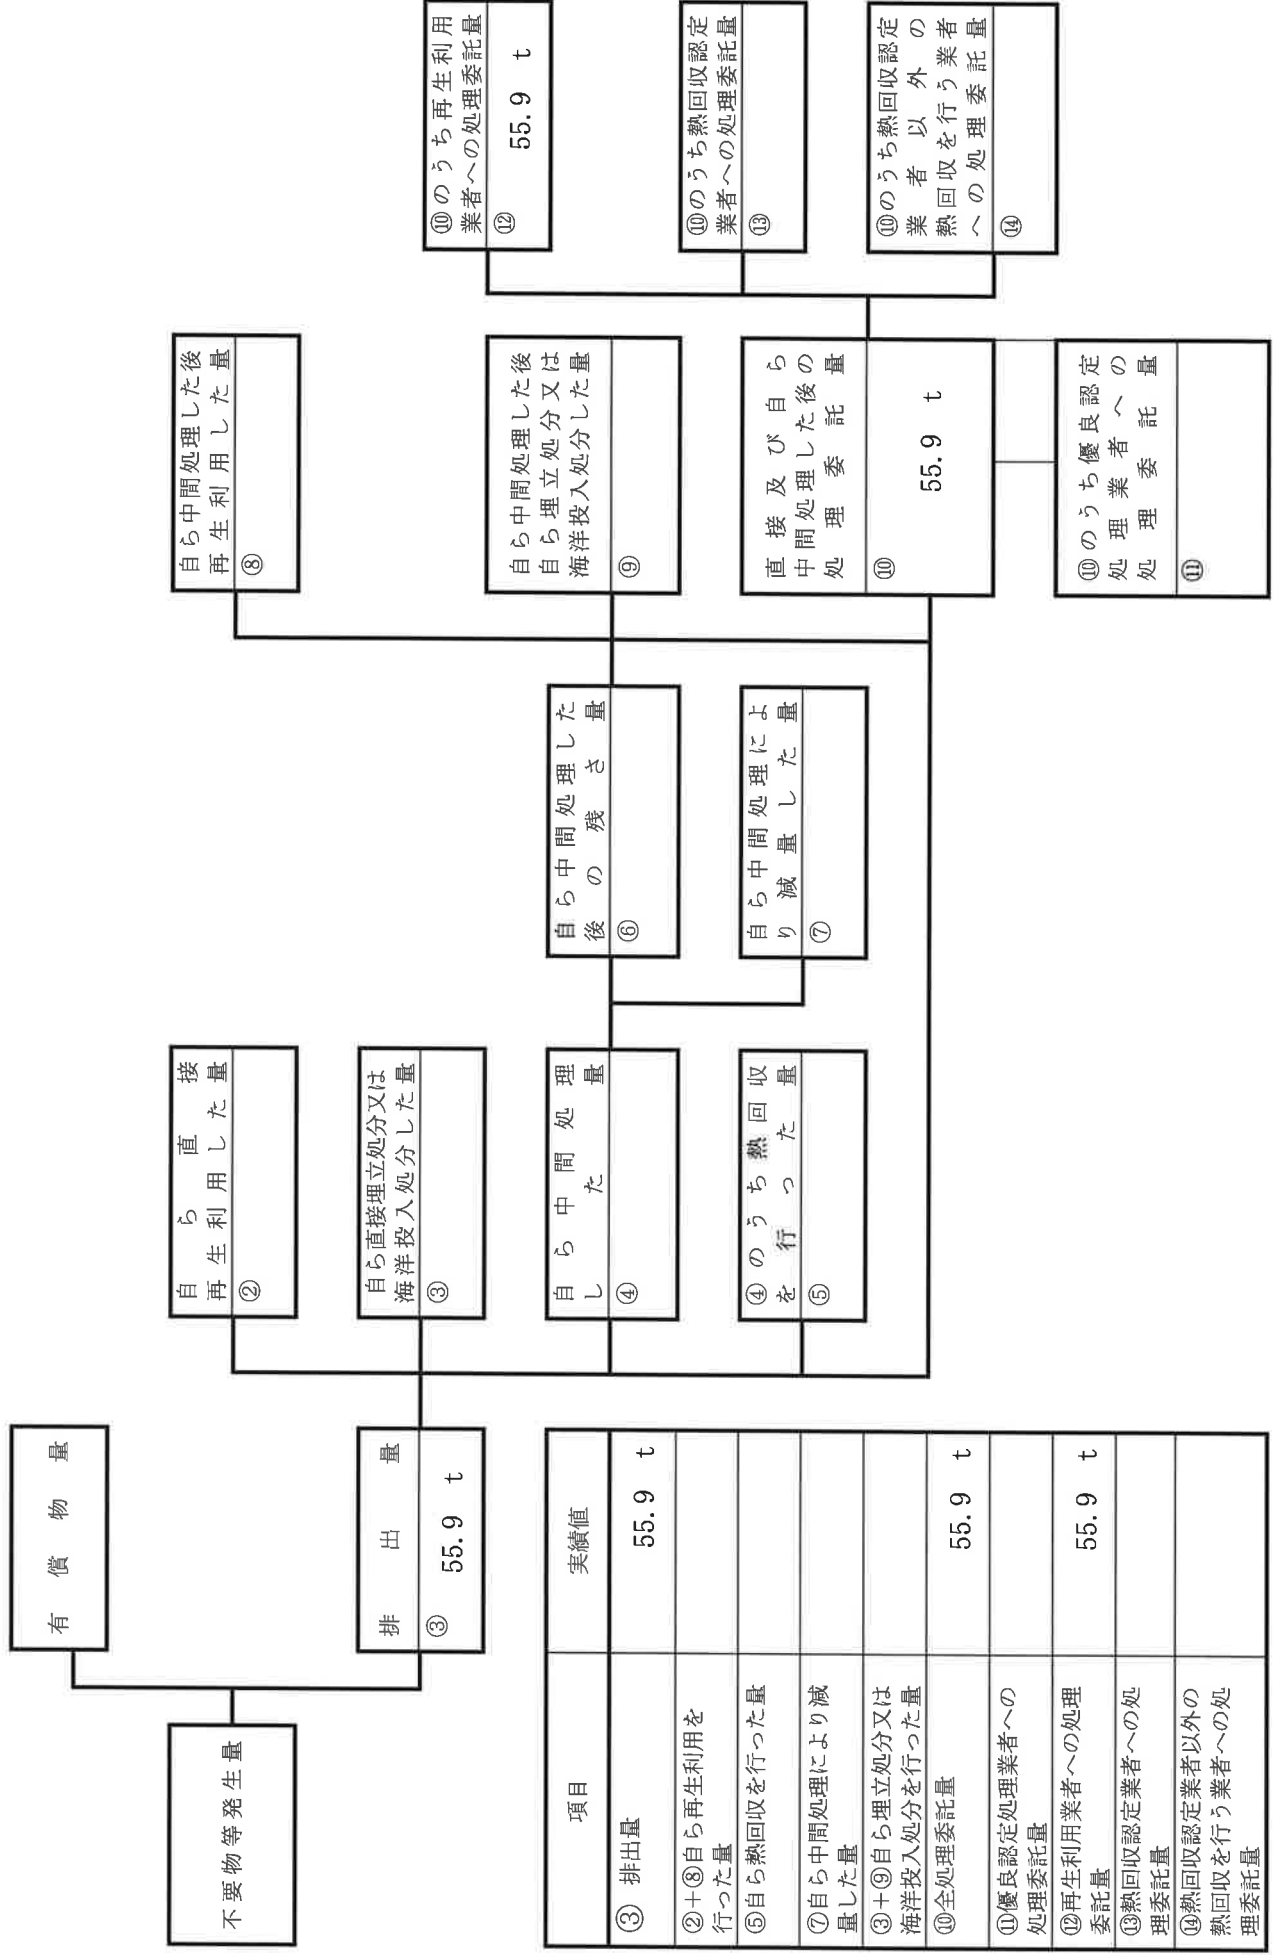 不要物等発生量
有償物量
排出量
③
55.9 t
自ら直接
再生利用した量
②
自ら直接埋立処分又は
海洋投入処分した量
③
自ら中間処理
した量
④
④のうち熱回収
を行った量
⑤
自ら中間処理した
後の残さ量
⑥
自ら中間処理によ
り減量した量
⑦
自ら中間処理した後
再生利用した量
⑧
自ら中間処理した後
自ら埋立処分又は
海洋投入処分した量
⑨
直接及び自ら
中間処理した後の
処理委託量
⑩
55.9 t
⑩のうち優良認定
処理業者への
処理委託量
⑪
⑩のうち再生利用
業者への処理委託量
⑫
55.9 t
⑩のうち熱回収認定
業者への処理委託量
⑬
⑩のうち熱回収認定
業者以外の
熱回収を行う業者
への処理委託量
⑭
項目 実績値
③ 排出量 55.9 t
②＋⑧自ら再生利用を
行った量
⑤自ら熱回収を行った量
⑦自ら中間処理により減
量した量
③＋⑨自ら埋立処分又は
海洋投入処分を行った量
⑩全処理委託量 55.9 t
⑪優良認定処理業者への
処理委託量
⑫再生利用業者への処理
委託量 55.9 t
⑬熱回収認定業者への処
理委託量
⑭熱回収認定業者以外の
熱回収を行う業者への処
理委託量